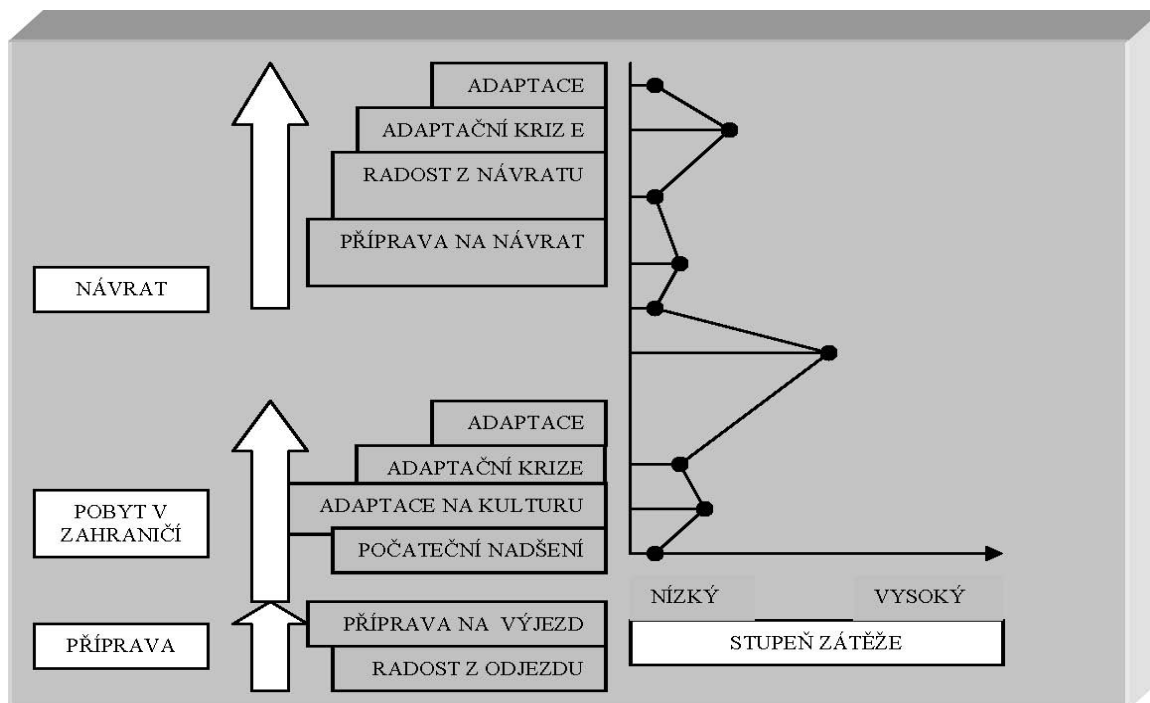 ADAPTACE
ADAPTAČNÍ KRIZ E
RADOST Z NÁVRATU
PŘÍPRAVA NA NÁVRAT
NÁVRAT
ADAPTACE
ADAPTAČNÍ KRIZE
ADAPTACE NA KULTURU
POČATEČNÍ NADŠENÍ
POBYT V
ZAHRANIČÍ
NÍZKÝ
VYSOKÝ
STUPEŇ ZÁTĚŽE
PŘÍPRAVA NA VÝJEZD
RADOST Z ODJEZDU
PŘÍPRAVA